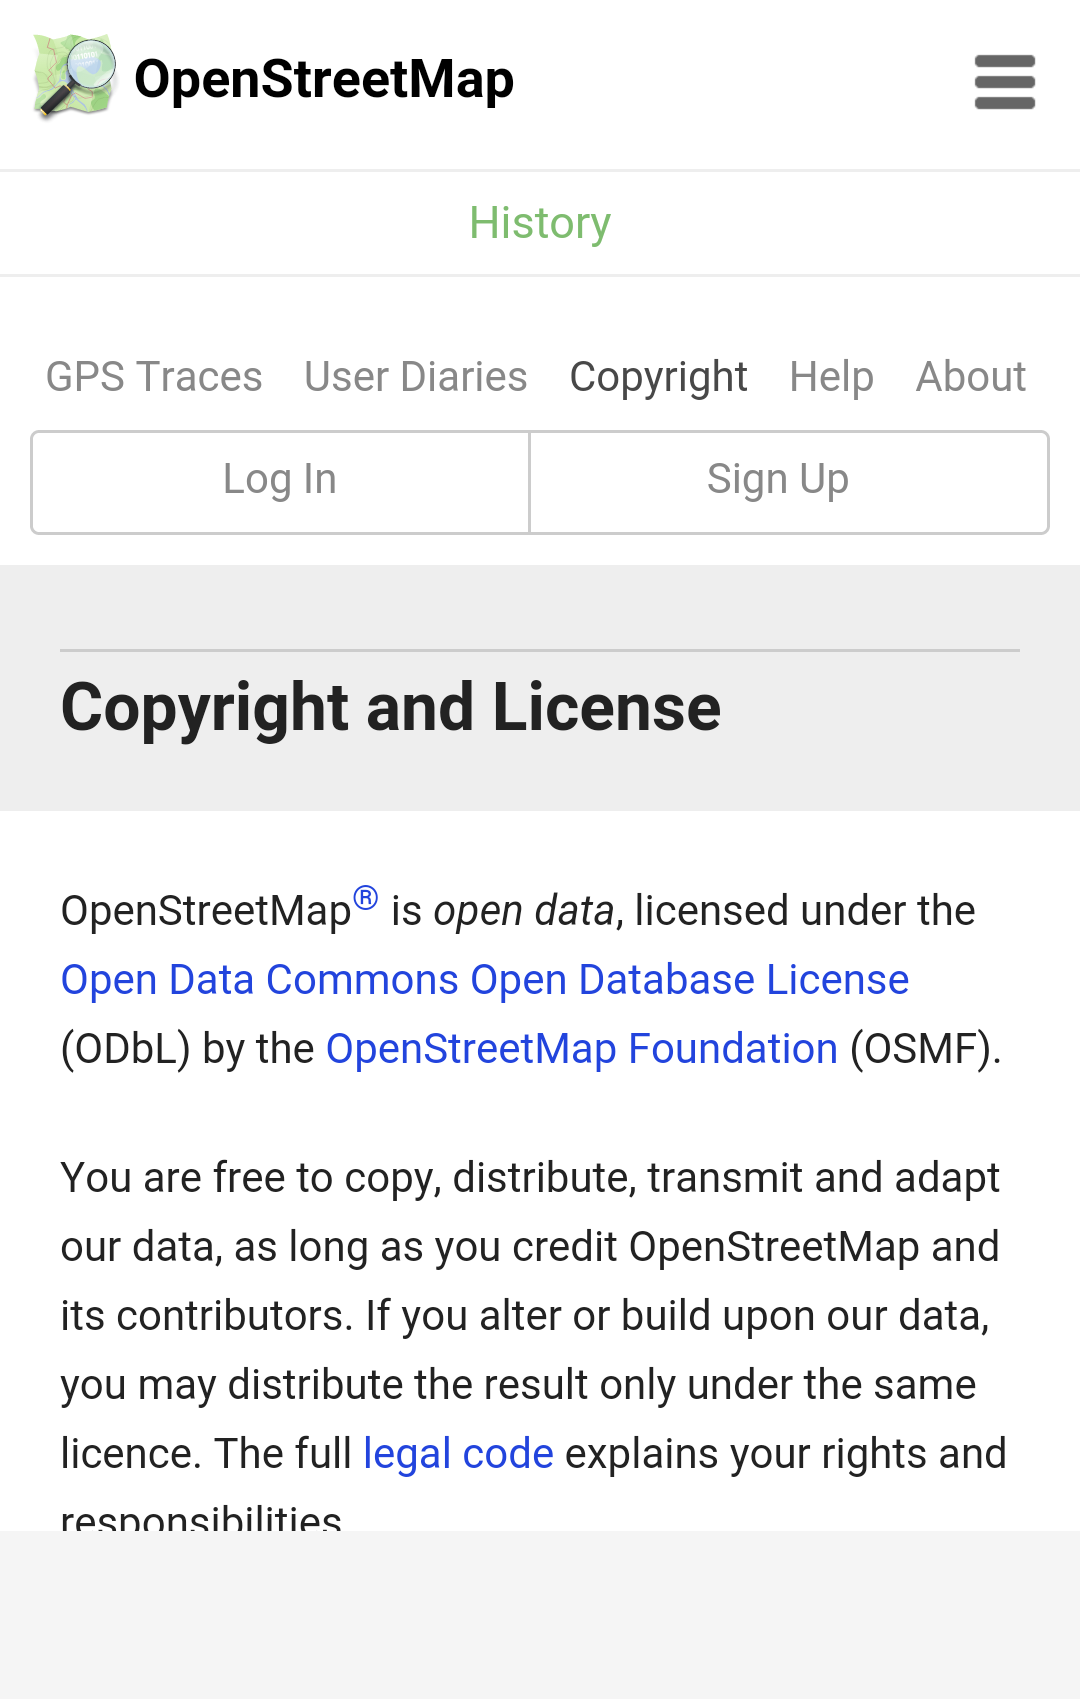 OpenStreetMap
History
GPS Traces User Diaries Copyright Help About
Log In Sign Up
Copyright and License
OpenStreetMap® is open data, licensed under the
Open Data Commons Open Database License
(ODbL) by the OpenStreetMap Foundation (OSMF).
You are free to copy, distribute, transmit and adapt
our data, as long as you credit OpenStreetMap and
its contributors. If you alter or build upon our data,
you may distribute the result only under the same
licence. The full legal code explains your rights and
responsibilities